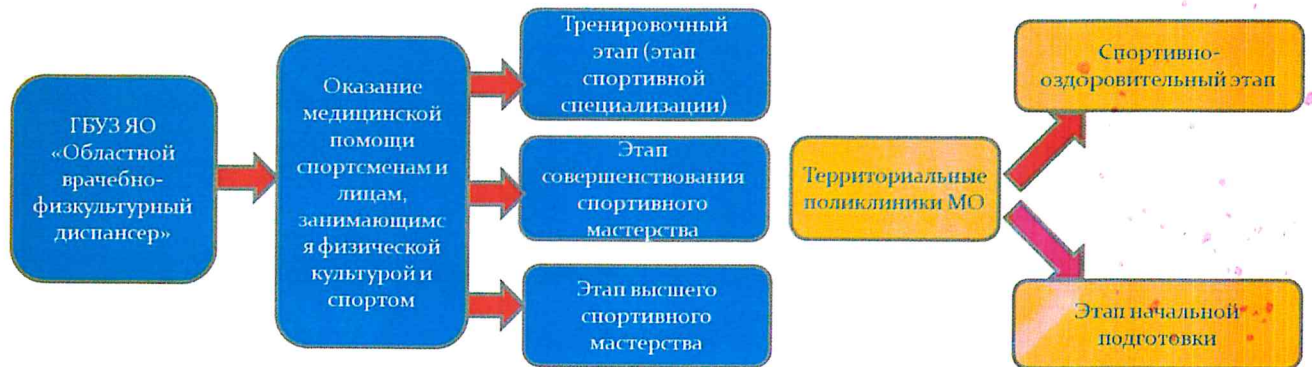 ГБУЗ ЯО
«Областной
врачебно-
физкультурный
диспансер»
Оказание
медицинской
помощи
спортсменам и
лицам,
занимающимс
я физической
культурой и
спортом
Тренировочный
этап (этап
спортивной
специализации)
Этап
совершенствования
спортивного
мастерства
Этап высшего
спортивного
мастерства
Территориальные
поликлиники МО
Спортивно-
оздоровительный этап
Этап начальной
подготовки